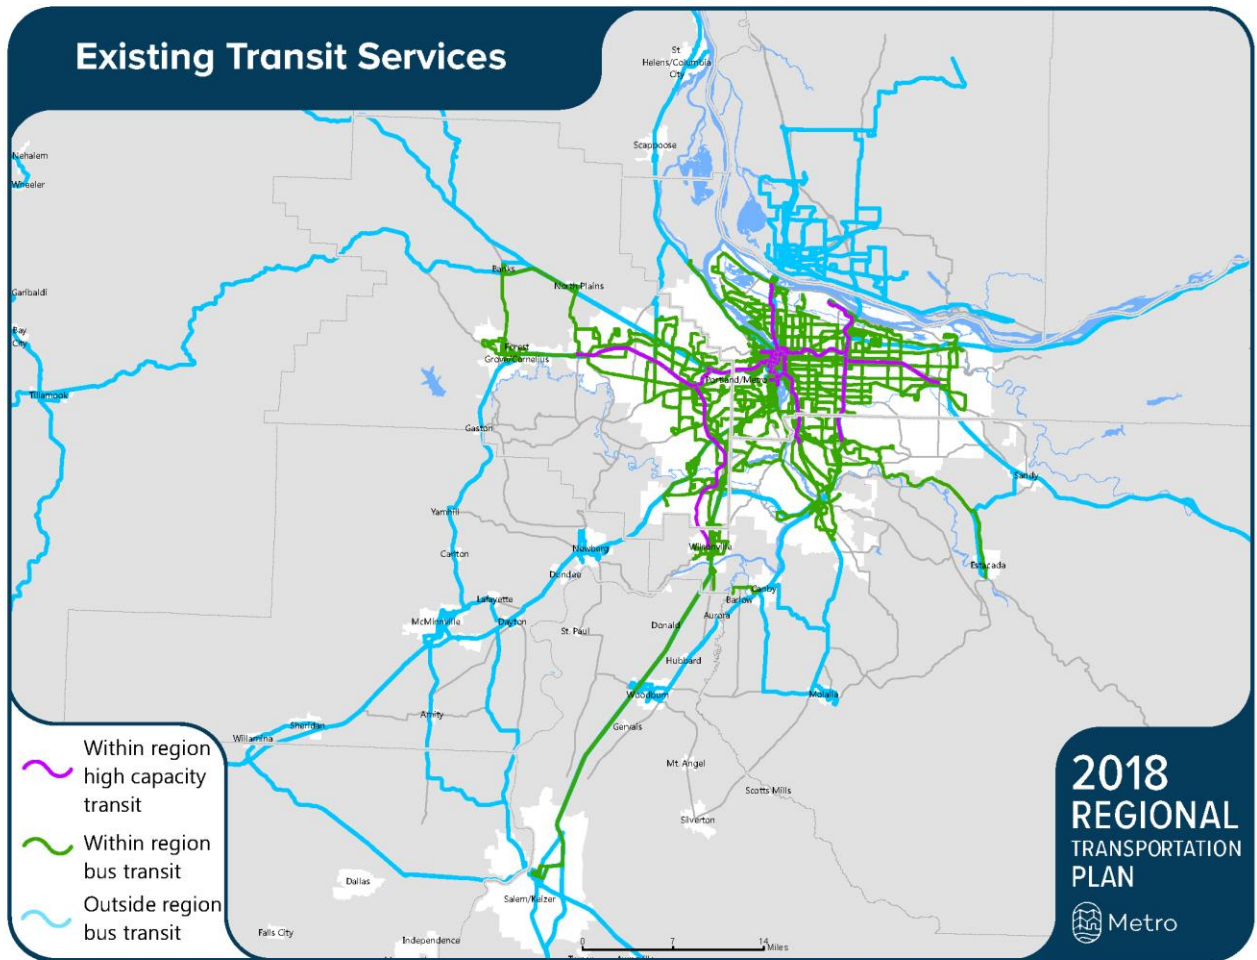 Existing Transit Services
St
Helens/Columbia
City
Scappoose
Nehalem
Wheeler
Banks
North Plains
Garibaldi
Bay
City
Forest
Grove-Cornelius
Portland/Metro
Tillamook
Gaston
Sandy
Yamhill
Carlton
Newberg
Wilsonville
Dundee
Estacada
Canby
Barlow
Lafayette
McMinnville
Dayton
Aurora
St. Paul
Donald
Hubbard
Woodburn
Molalla
Amity
Sheridan
Gervais
Willamina
Mt. Angel
Scotts Mills
Silverton
Dallas
Salem/Keizer
Falls City
Independence
0 7 14 Miles
Within region
high capacity
transit
Within region
bus transit
Outside region
bus transit
2018
REGIONAL
TRANSPORTATION
PLAN
Metro